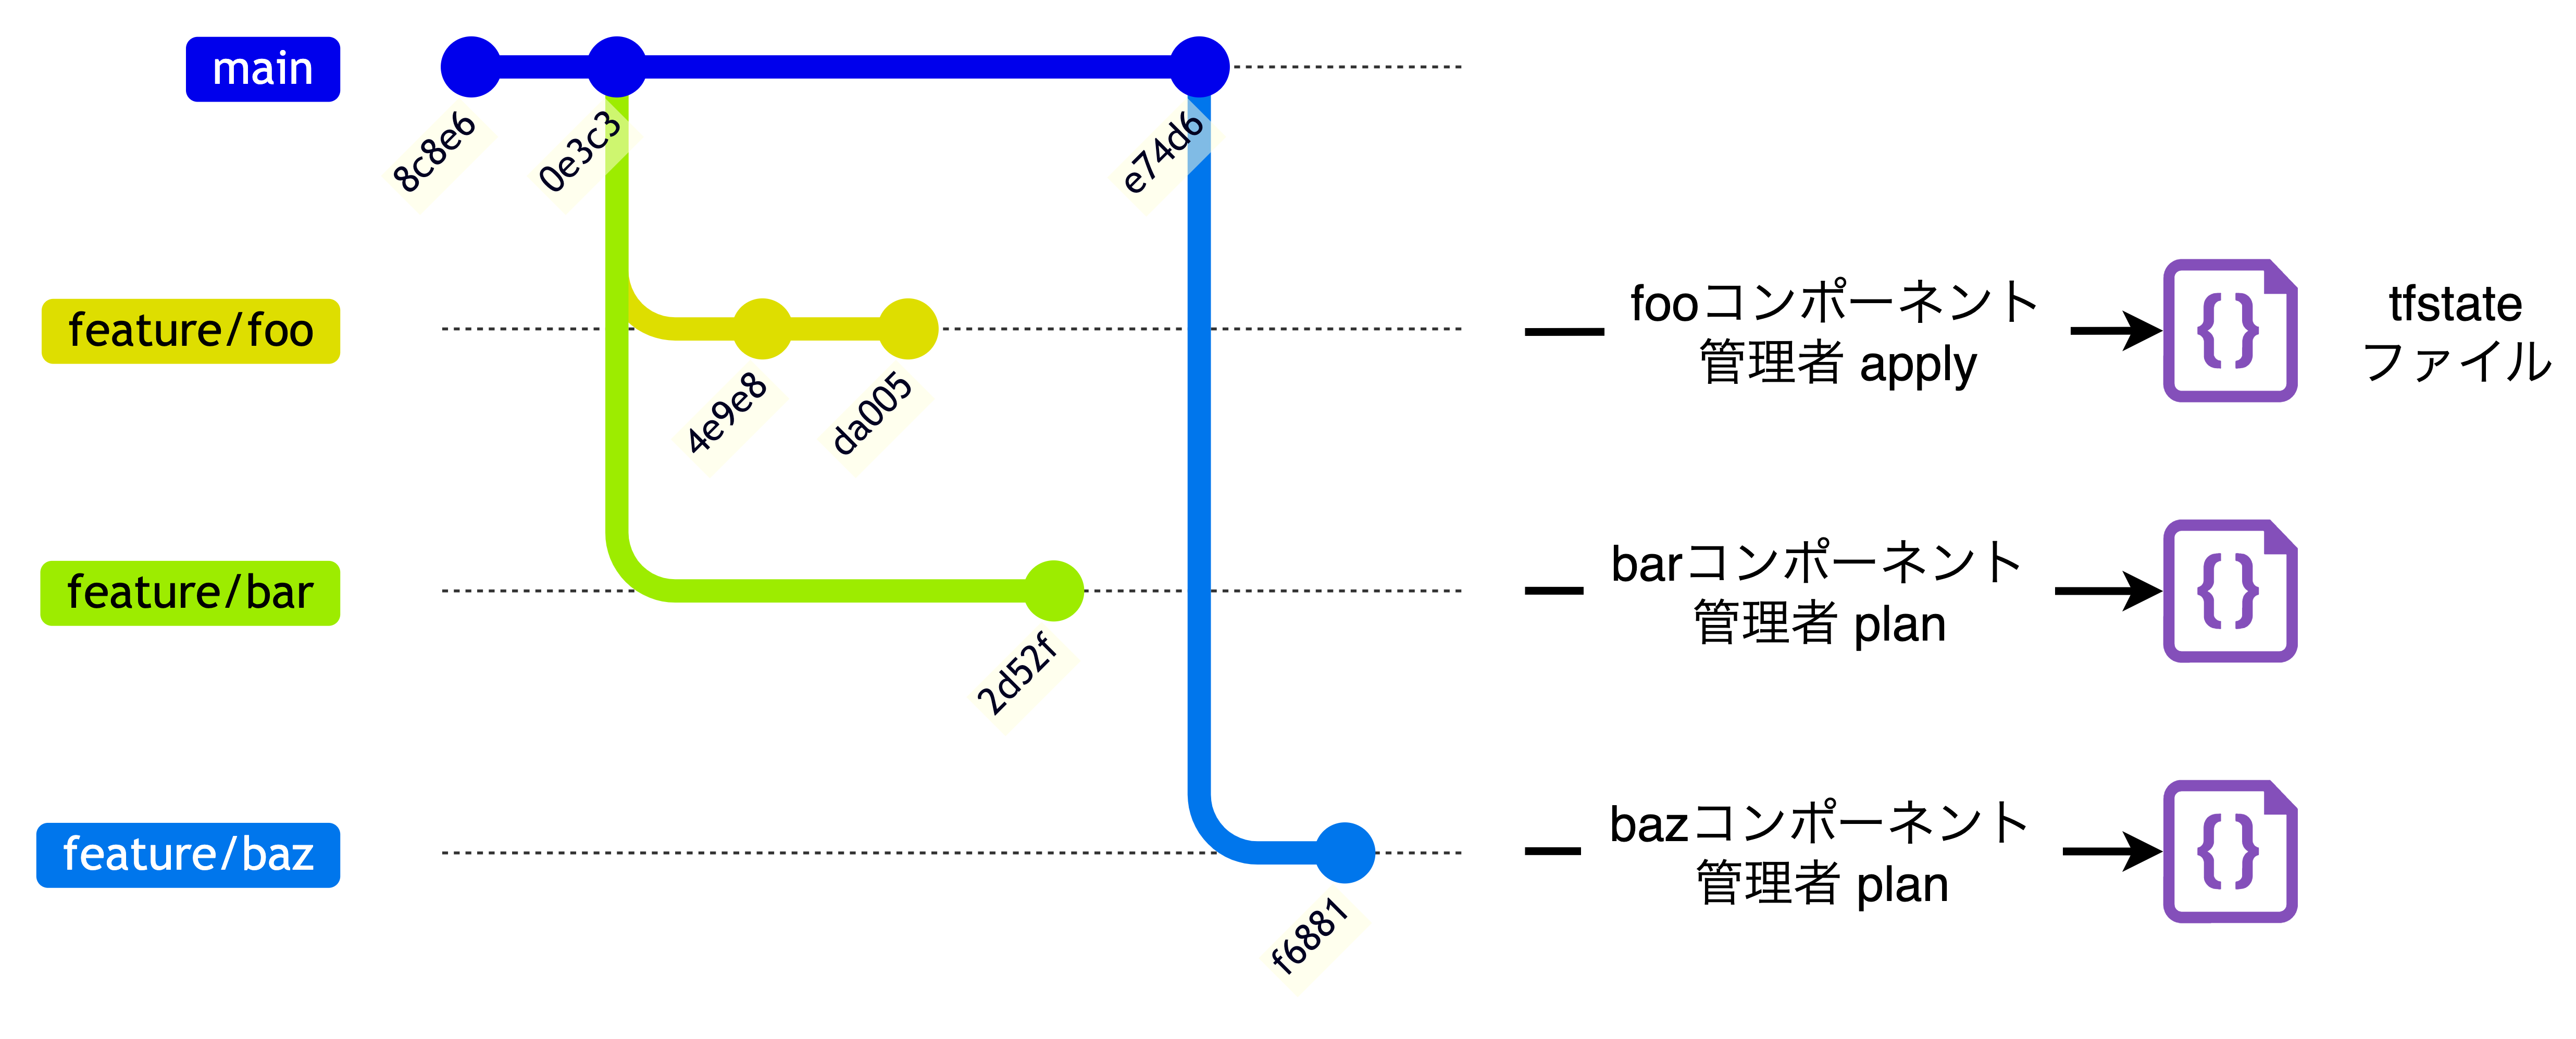 main
8c8e6
0e3c3
e74d6
feature/foo
4e9e8
da005
fooコンポーネント
管理者 apply
tfstate
ファイル
feature/bar
2d52f
barコンポーネント
管理者 plan
feature/baz
f6881
bazコンポーネント
管理者 plan